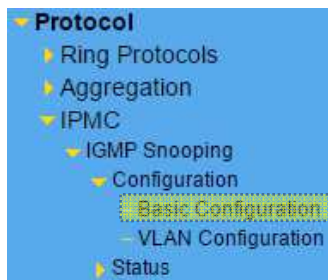 Protocol
Ring Protocols
Aggregation
IPMC
IGMP Snooping
Configuration
Basic Configuration
VLAN Configuration
Status